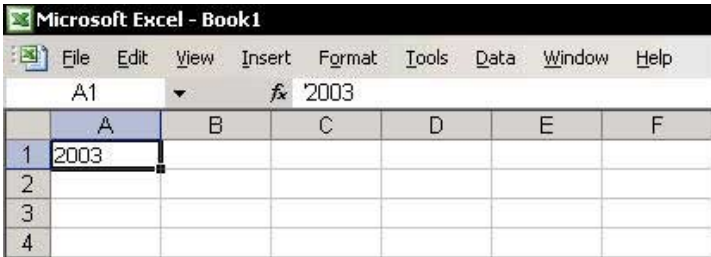 Microsoft Excel - Book1
File Edit View Insert Format Tools Data Window Help
A1 fx '2003
A B C D E F
1 2003
2
3
4